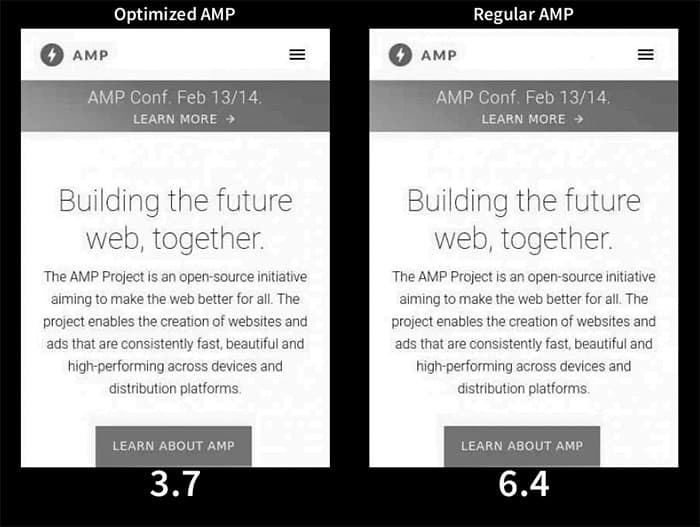 Optimized AMP
AMP
AMP Conf. Feb 13/14.
LEARN MORE →
Building the future
web, together.
The AMP Project is an open-source initiative
aiming to make the web better for all. The
project enables the creation of websites and
ads that are consistently fast, beautiful and
high-performing across devices and
distribution platforms.
LEARN ABOUT AMP
3.7
Regular AMP
AMP
AMP Conf. Feb 13/14.
LEARN MORE →
Building the future
web, together.
The AMP Project is an open-source initiative
aiming to make the web better for all. The
project enables the creation of websites and
ads that are consistently fast, beautiful and
high-performing across devices and
distribution platforms.
LEARN ABOUT AMP
6.4